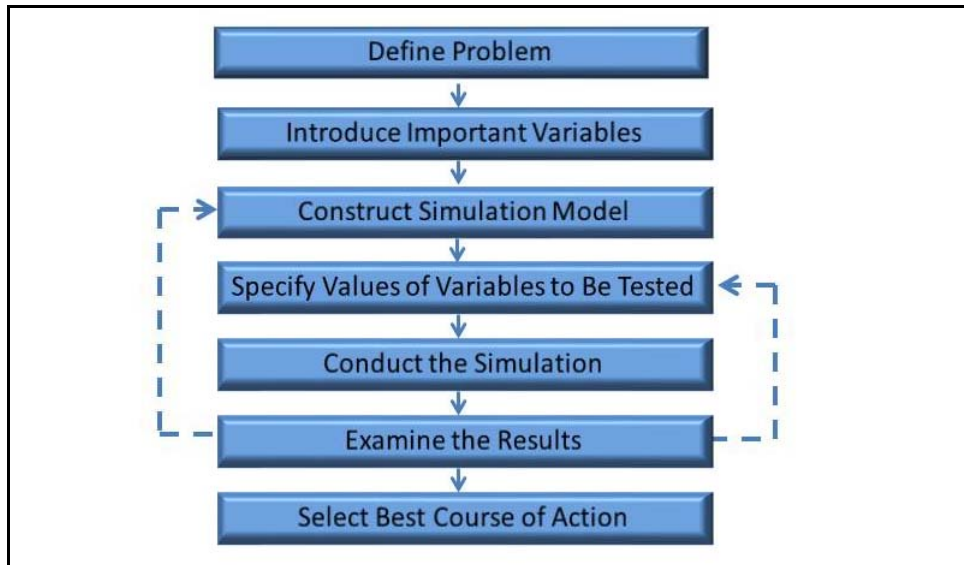 Define Problem
Introduce Important Variables
Construct Simulation Model
Specify Values of Variables to Be Tested
Conduct the Simulation
Examine the Results
Select Best Course of Action